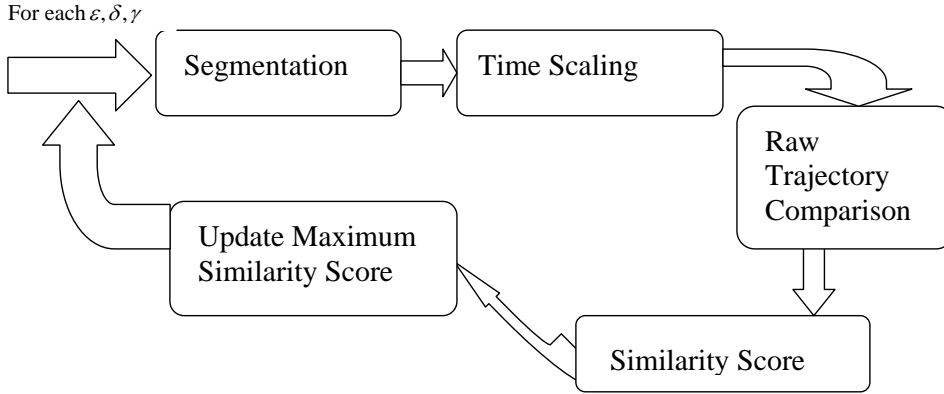 For each ε, δ, γ
Segmentation
Time Scaling
Raw
Trajectory
Comparison
Update Maximum
Similarity Score
Similarity Score